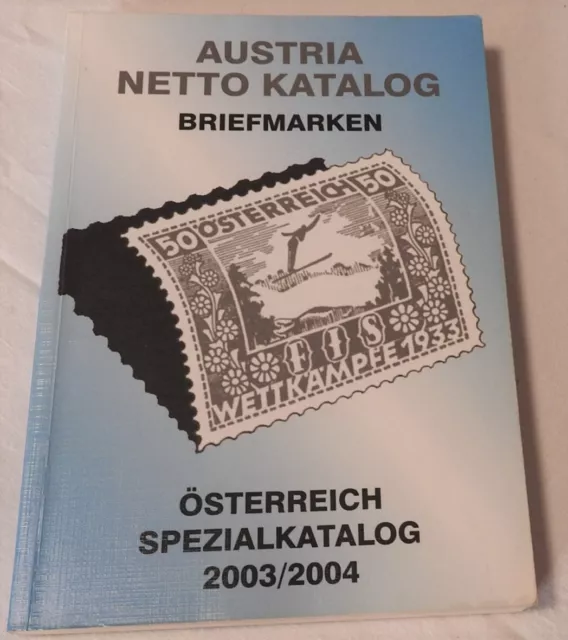 AUSTRIA
NETTO KATALOG
BRIEFMARKEN
50 ÖSTERREICH 50
FIS
WETTKÄMPFE 1933
ÖSTERREICH
SPEZIALKATALOG
2003/2004